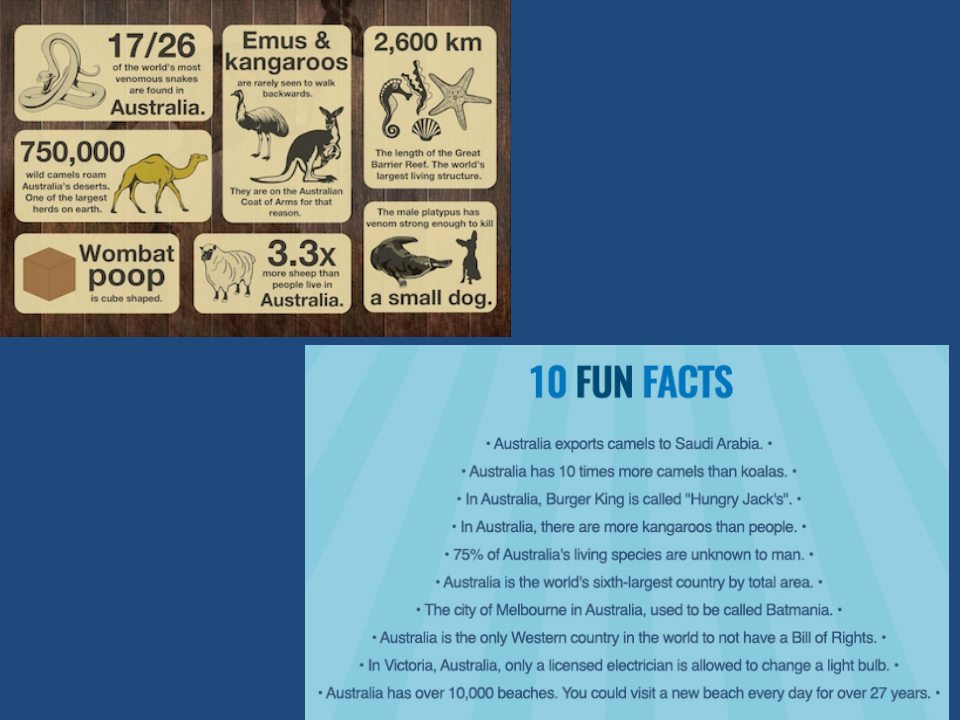 17/26
of the world's most
venomous snakes
are found in
Australia.
Emus &
kangaroos
are rarely seen to walk
backwards.
They are on the Australian
Coat of Arms for that
reason.
2,600 km
The length of the Great
Barrier Reef. The world's
largest living structure.
750,000
wild camels roam
Australia's deserts.
One of the largest
herds on earth.
The male platypus has
venom strong enough to kill
a small dog.
Wombat
poop
is cube shaped.
3.3x
more sheep than
people live in
Australia.
10 FUN FACTS
• Australia exports camels to Saudi Arabia. •
• Australia has 10 times more camels than koalas. •
• In Australia, Burger King is called "Hungry Jack's". •
• In Australia, there are more kangaroos than people. •
• 75% of Australia's living species are unknown to man. •
• Australia is the world's sixth-largest country by total area. •
• The city of Melbourne in Australia, used to be called Batmania. •
• Australia is the only Western country in the world to not have a Bill of Rights. •
• In Victoria, Australia, only a licensed electrician is allowed to change a light bulb. •
• Australia has over 10,000 beaches. You could visit a new beach every day for over 27 years. •